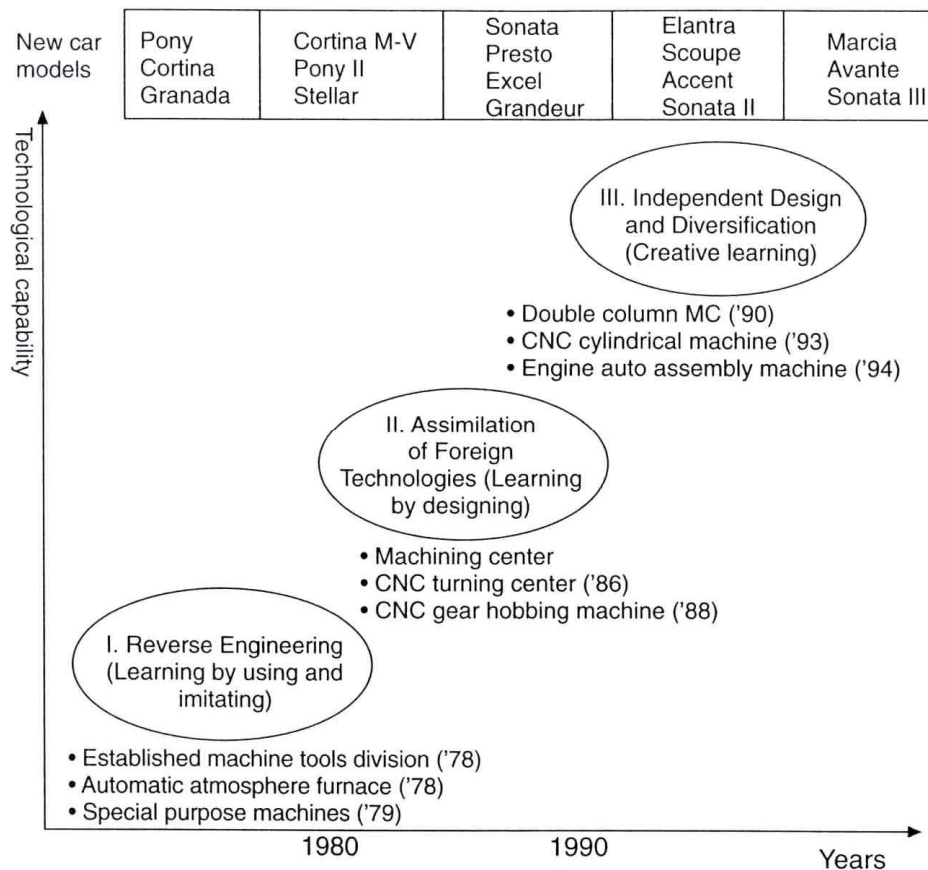 New car
models
Pony
Cortina
Granada
Cortina M-V
Pony II
Stellar
Sonata
Presto
Excel
Grandeur
Elantra
Scoupe
Accent
Sonata II
Marcia
Avante
Sonata III
Technological capability
III. Independent Design
and Diversification
(Creative learning)
• Double column MC ('90)
• CNC cylindrical machine ('93)
• Engine auto assembly machine ('94)
II. Assimilation
of Foreign
Technologies (Learning
by designing)
• Machining center
• CNC turning center ('86)
• CNC gear hobbing machine ('88)
I. Reverse Engineering
(Learning by using and
imitating)
• Established machine tools division ('78)
• Automatic atmosphere furnace ('78)
• Special purpose machines ('79)
1980
1990
Years